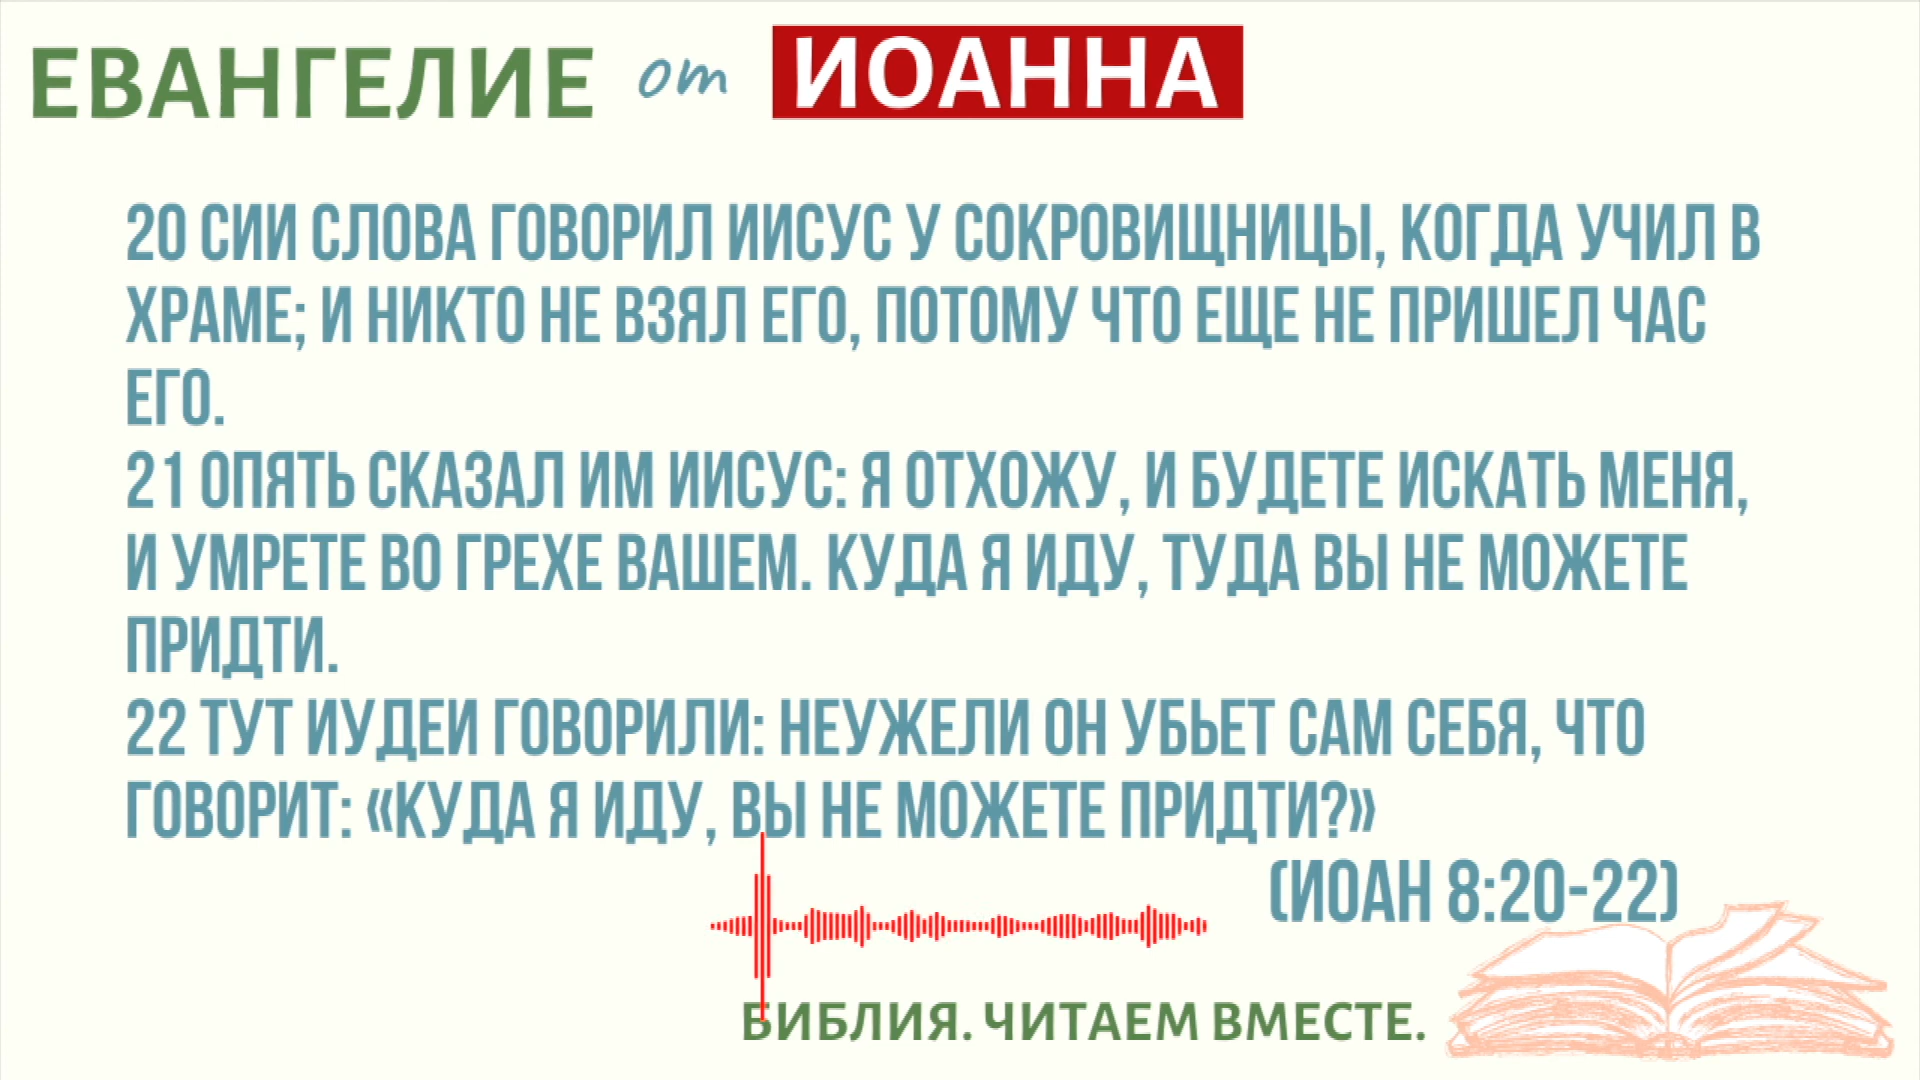 ЕВАНГЕЛИЕ от ИОАННА
20 СИИ СЛОВА ГОВОРИЛ ИИСУС У СОКРОВИЩНИЦЫ, КОГДА УЧИЛ В
ХРАМЕ; И НИКТО НЕ ВЗЯЛ ЕГО, ПОТОМУ ЧТО ЕЩЕ НЕ ПРИШЕЛ ЧАС
ЕГО.
21 ОПЯТЬ СКАЗАЛ ИМ ИИСУС: Я ОТХОЖУ, И БУДЕТЕ ИСКАТЬ МЕНЯ,
И УМРЕТЕ ВО ГРЕХЕ ВАШЕМ. КУДА Я ИДУ, ТУДА ВЫ НЕ МОЖЕТЕ
ПРИДТИ.
22 ТУТ ИУДЕИ ГОВОРИЛИ: НЕУЖЕЛИ ОН УБЬЕТ САМ СЕБЯ, ЧТО
ГОВОРИТ: «КУДА Я ИДУ, ВЫ НЕ МОЖЕТЕ ПРИДТИ?»
(ИОАН 8:20-22)
БИБЛИЯ. ЧИТАЕМ ВМЕСТЕ.